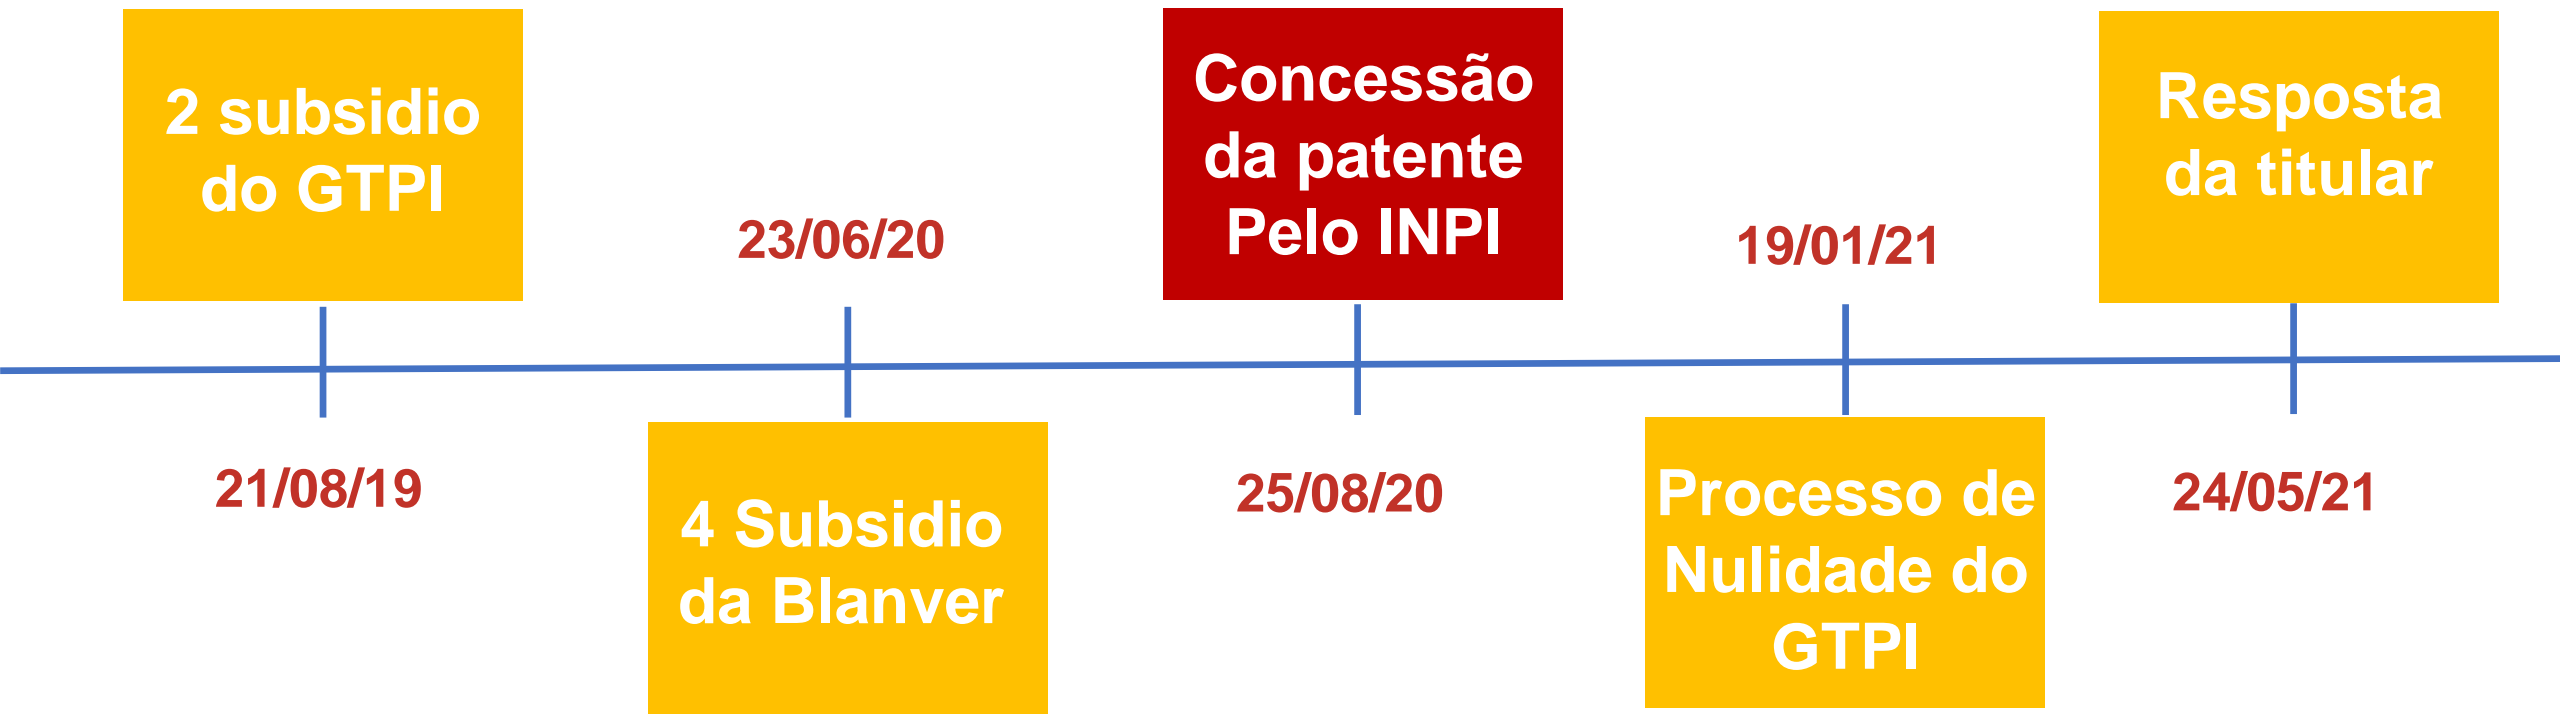 2 subsidio
do GTPI
21/08/19
23/06/20
4 Subsidio
da Blanver
Concessão
da patente
Pelo INPI
25/08/20
19/01/21
Processo de
Nulidade do
GTPI
Resposta
da titular
24/05/21